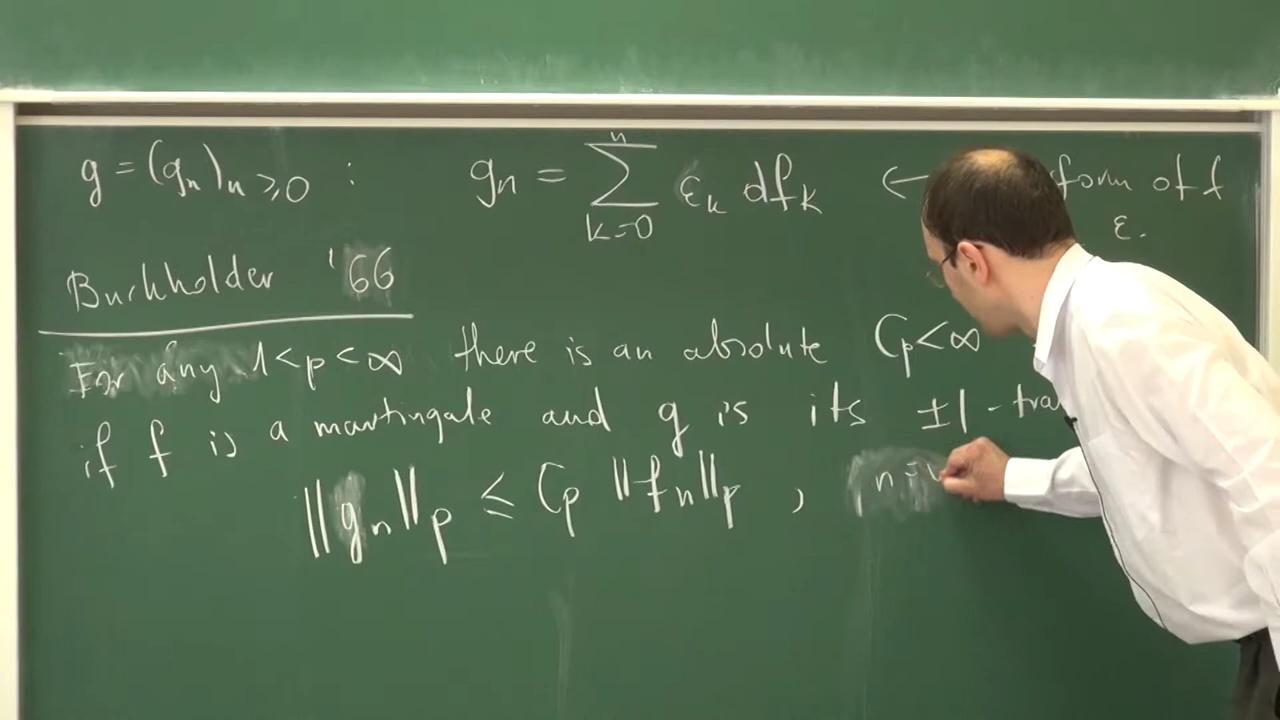 g = (gₙ)ₙ≥0 : gₙ = ∑ₖ₌₀ⁿ εₖ dfₖ ← form of f
ε.
Burkholder '66
For any 1<p<∞ there is an absolute Cₚ<∞
if f is a martingale and g is its ±1-tra
||gₙ||ₚ ≤ Cₚ ||fₙ||ₚ , n=